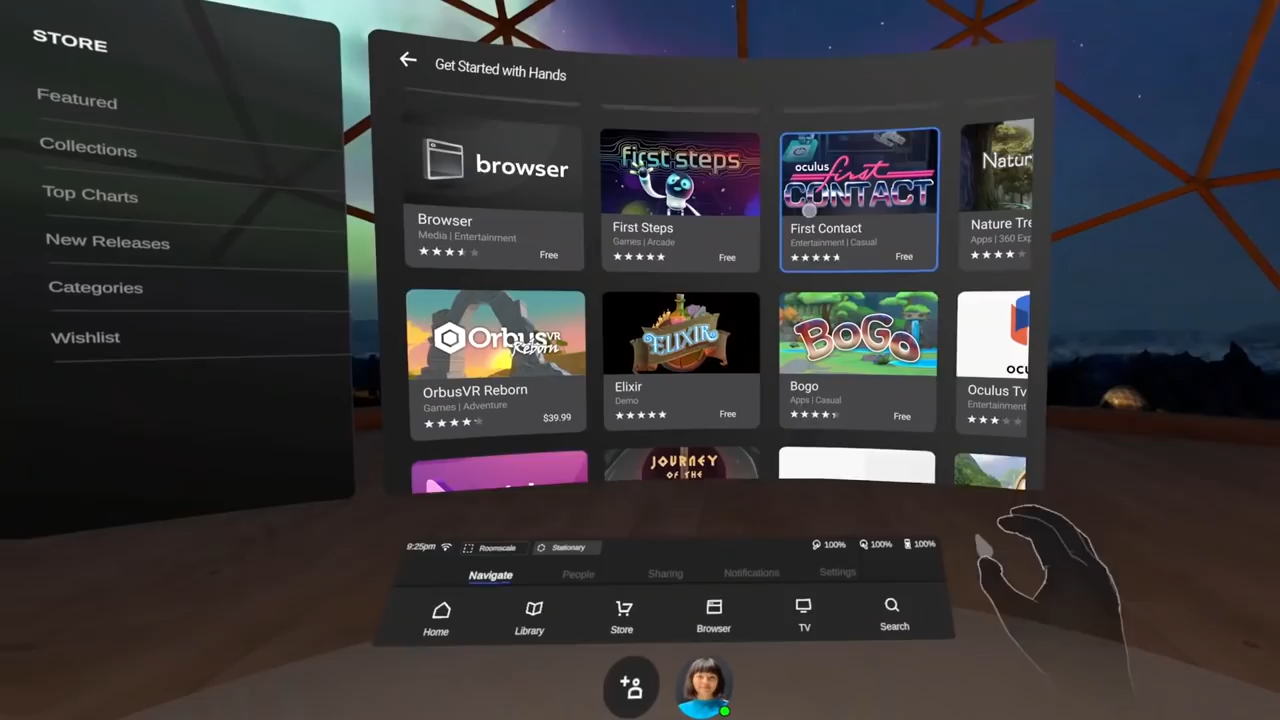 STORE
Featured
Collections
Top Charts
New Releases
Categories
Wishlist
Get Started with Hands
browser
Browser
Media | Entertainment
Free
first steps
First Steps
Games | Arcade
Free
oculus first
CONTACT
First Contact
Entertainment | Casual
Free
Natur
Nature Tre
Apps | 360 Exp
OrbusVR
Reborn
OrbusVR Reborn
Games | Adventure
$39.99
ELIXIR
Elixir
Demo
Free
BOGO
Bogo
Apps | Casual
Free
ocu
Oculus Tv
Entertainment
JOURNEY
OF THE
9:25pm
Roomscale
Stationary
100%
100%
100%
Navigate
People
Sharing
Notifications
Settings
Home
Library
Store
Browser
TV
Search